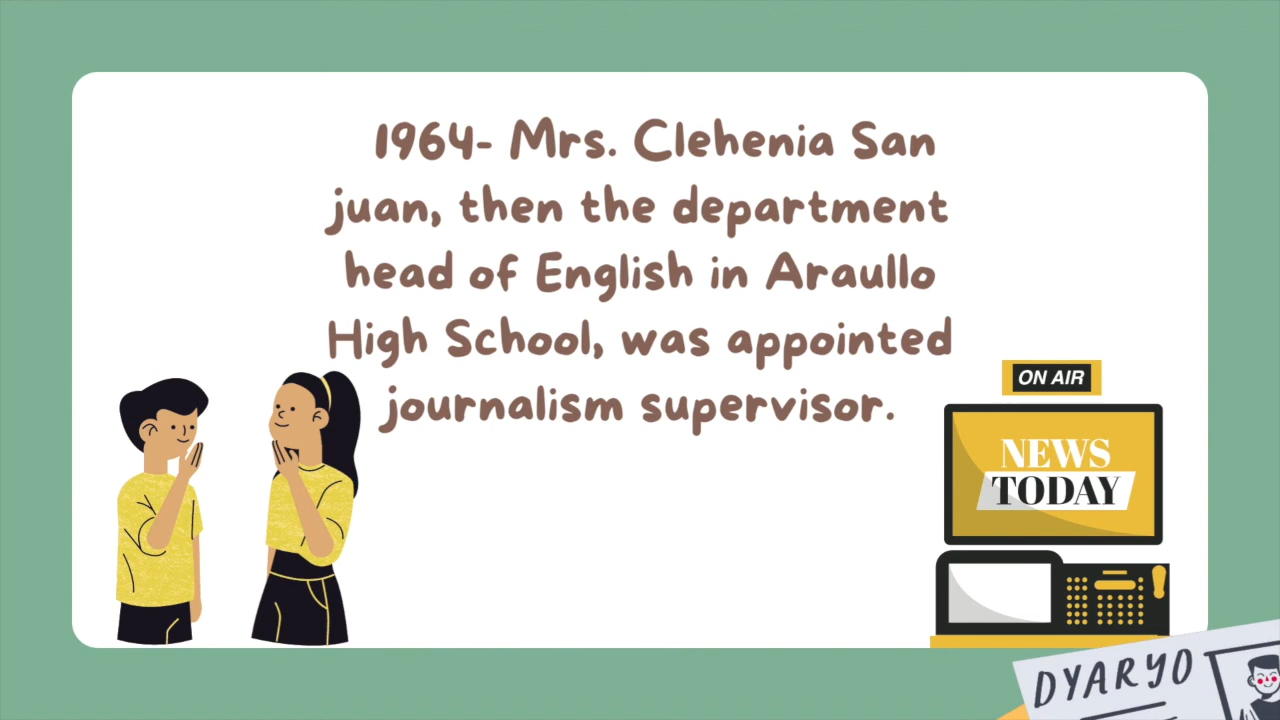 1964- Mrs. Clehenia San
juan, then the department
head of English in Araullo
High School, was appointed
journalism supervisor.
ON AIR
NEWS
TODAY
DYARYO